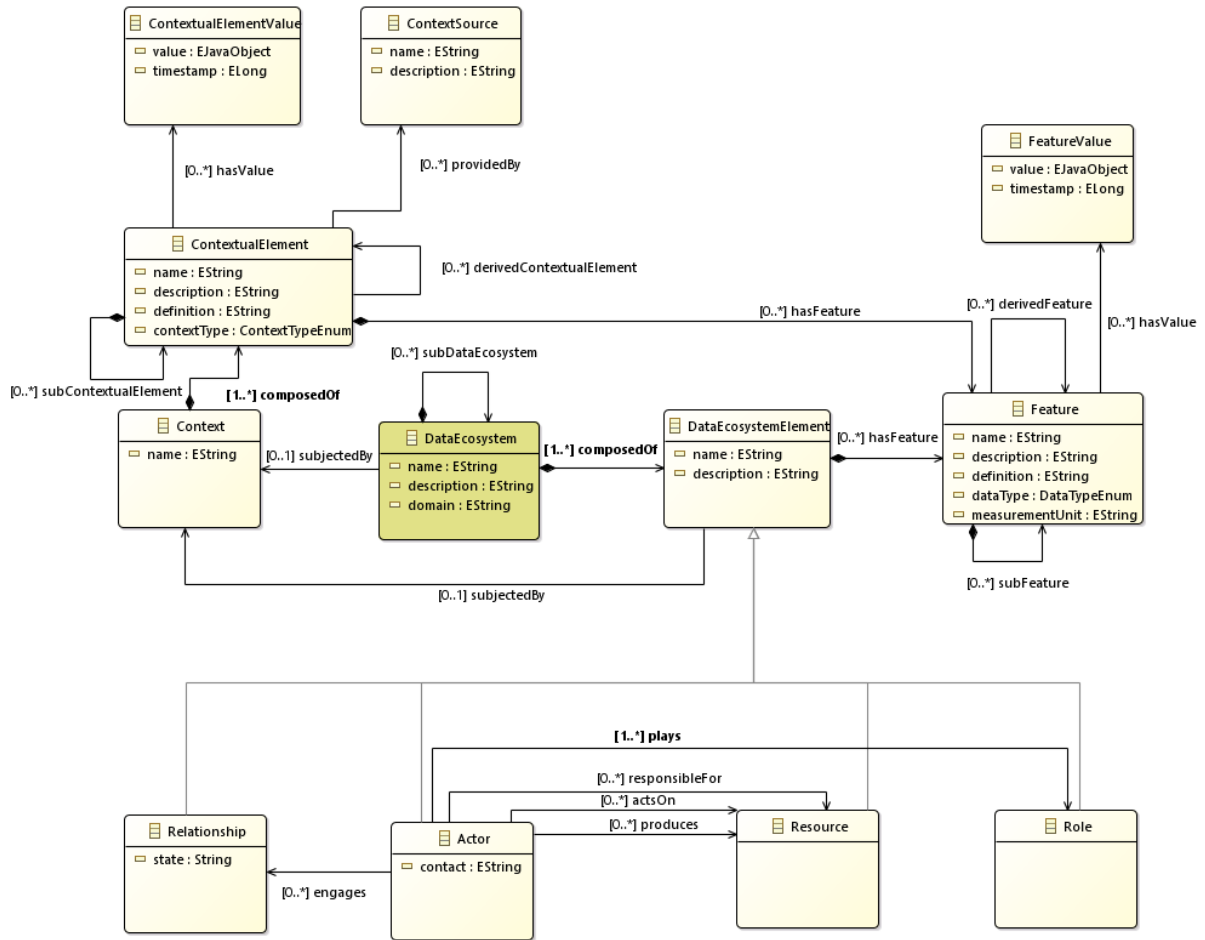 ContextualElementValue
value : EJavaObject
timestamp : ELong
ContextSource
name : EString
description : EString
[0..*] hasValue
[0..*] providedBy
FeatureValue
value : EJavaObject
timestamp : ELong
ContextualElement
name : EString
description : EString
definition : EString
contextType : ContextTypeEnum
[0..*] derivedContextualElement
[0..*] hasFeature
[0..*] derivedFeature
[0..*] hasValue
[0..*] subContextualElement
[1..*] composedOf
[0..*] subDataEcosystem
Context
name : EString
[0..1] subjectedBy
DataEcosystem
name : EString
description : EString
domain : EString
[1..*] composedOf
DataEcosystemElement
name : EString
description : EString
[0..*] hasFeature
Feature
name : EString
description : EString
definition : EString
dataType : DataTypeEnum
measurementUnit : EString
[0..*] subFeature
[0..1] subjectedBy
[1..*] plays
[0..*] responsibleFor
[0..*] actsOn
[0..*] produces
Relationship
state : String
[0..*] engages
Actor
contact : EString
Resource
Role